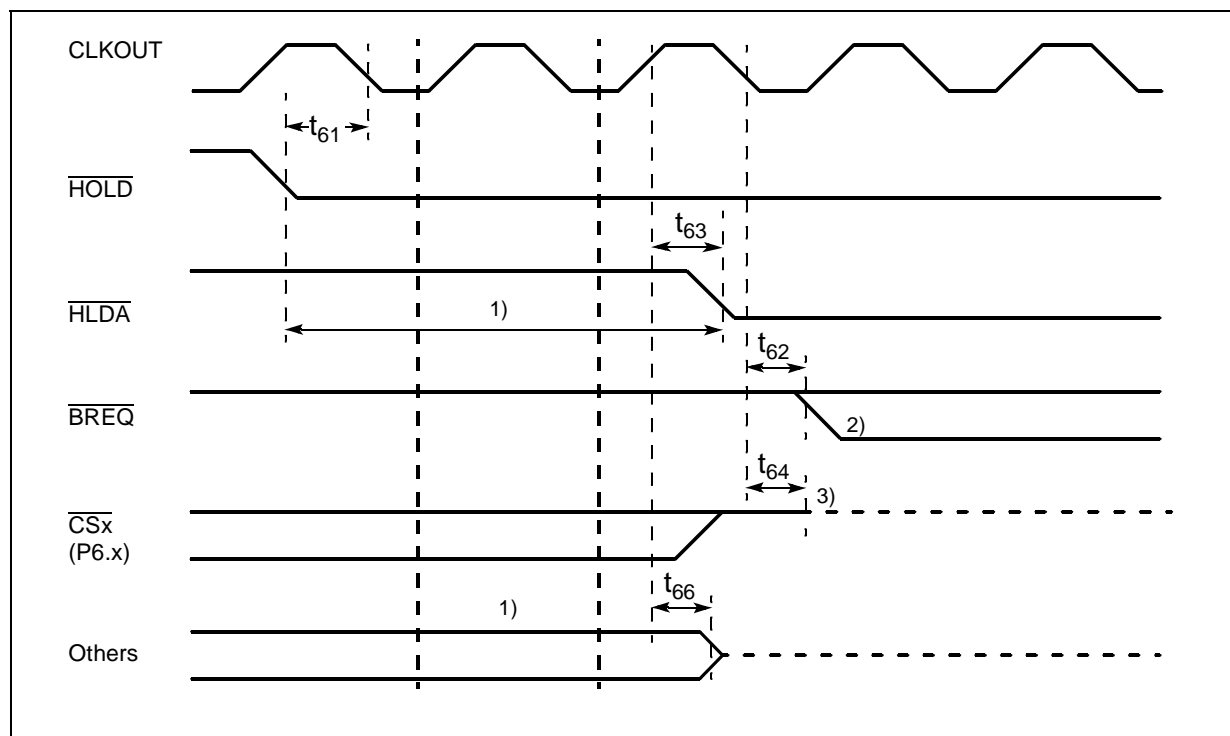 CLKOUT
t61
HOLD
t63
HLDA
1)
t62
BREQ
2)
t64
3)
CSx
(P6.x)
t66
1)
Others